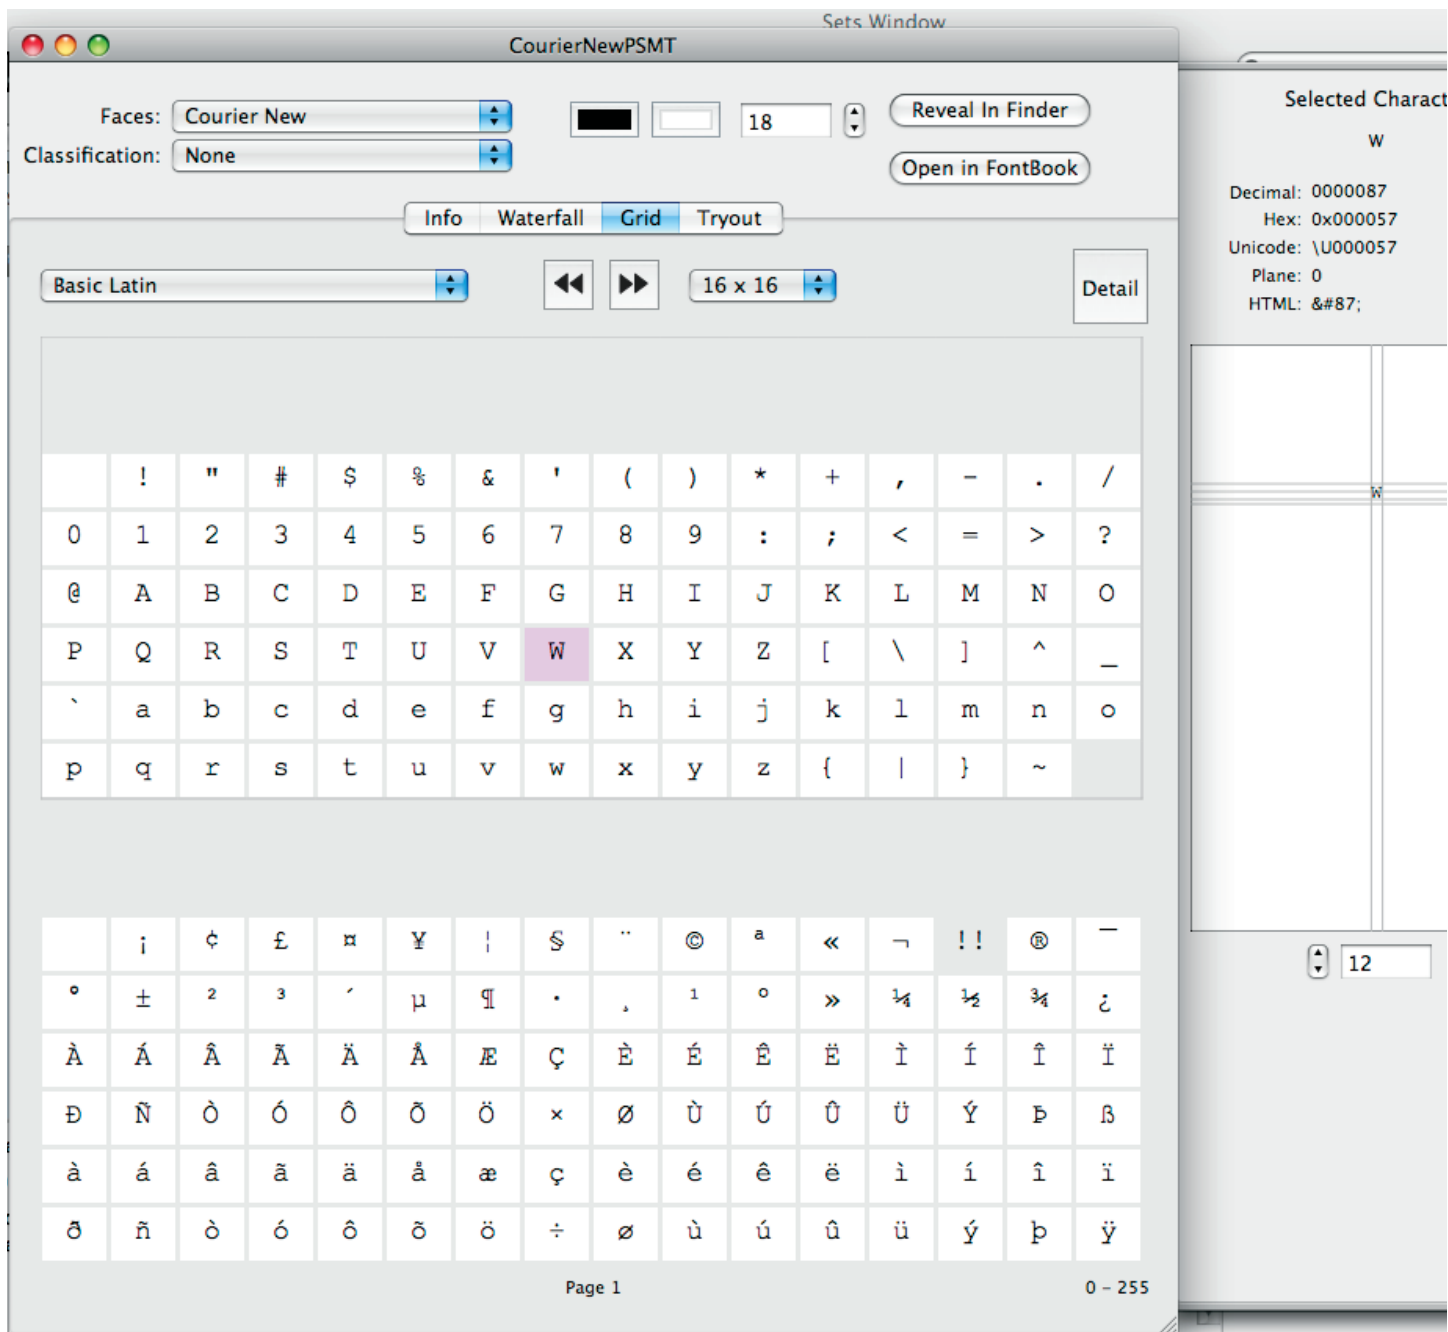 Sets Window
CourierNewPSMT
Faces: Courier New
18
Reveal In Finder
Classification: None
Open in FontBook
Info Waterfall Grid Tryout
Basic Latin
16 x 16
Detail
! " # $ % & ' ( ) * + , - . /
0 1 2 3 4 5 6 7 8 9 : ; < = > ?
@ A B C D E F G H I J K L M N O
P Q R S T U V W X Y Z [ \ ] ^ _
` a b c d e f g h i j k l m n o
p q r s t u v w x y z { | } ~
¡ ¢ £ ¤ ¥ ¦ § ¨ © ª « ¬ !! ® ¯
° ± ² ³ ´ µ ¶ · ¸ ¹ º » ¼ ½ ¾ ¿
À Á Â Ã Ä Å Æ Ç È É Ê Ë Ì Í Î Ï
Ð Ñ Ò Ó Ô Õ Ö × Ø Ù Ú Û Ü Ý Þ ß
à á â ã ä å æ ç è é ê ë ì í î ï
ð ñ ò ó ô õ ö ÷ ø ù ú û ü ý þ ÿ
Page 1
0 - 255
Selected Charact
W
Decimal: 0000087
Hex: 0x000057
Unicode: \U000057
Plane: 0
HTML: &#87;
W
12